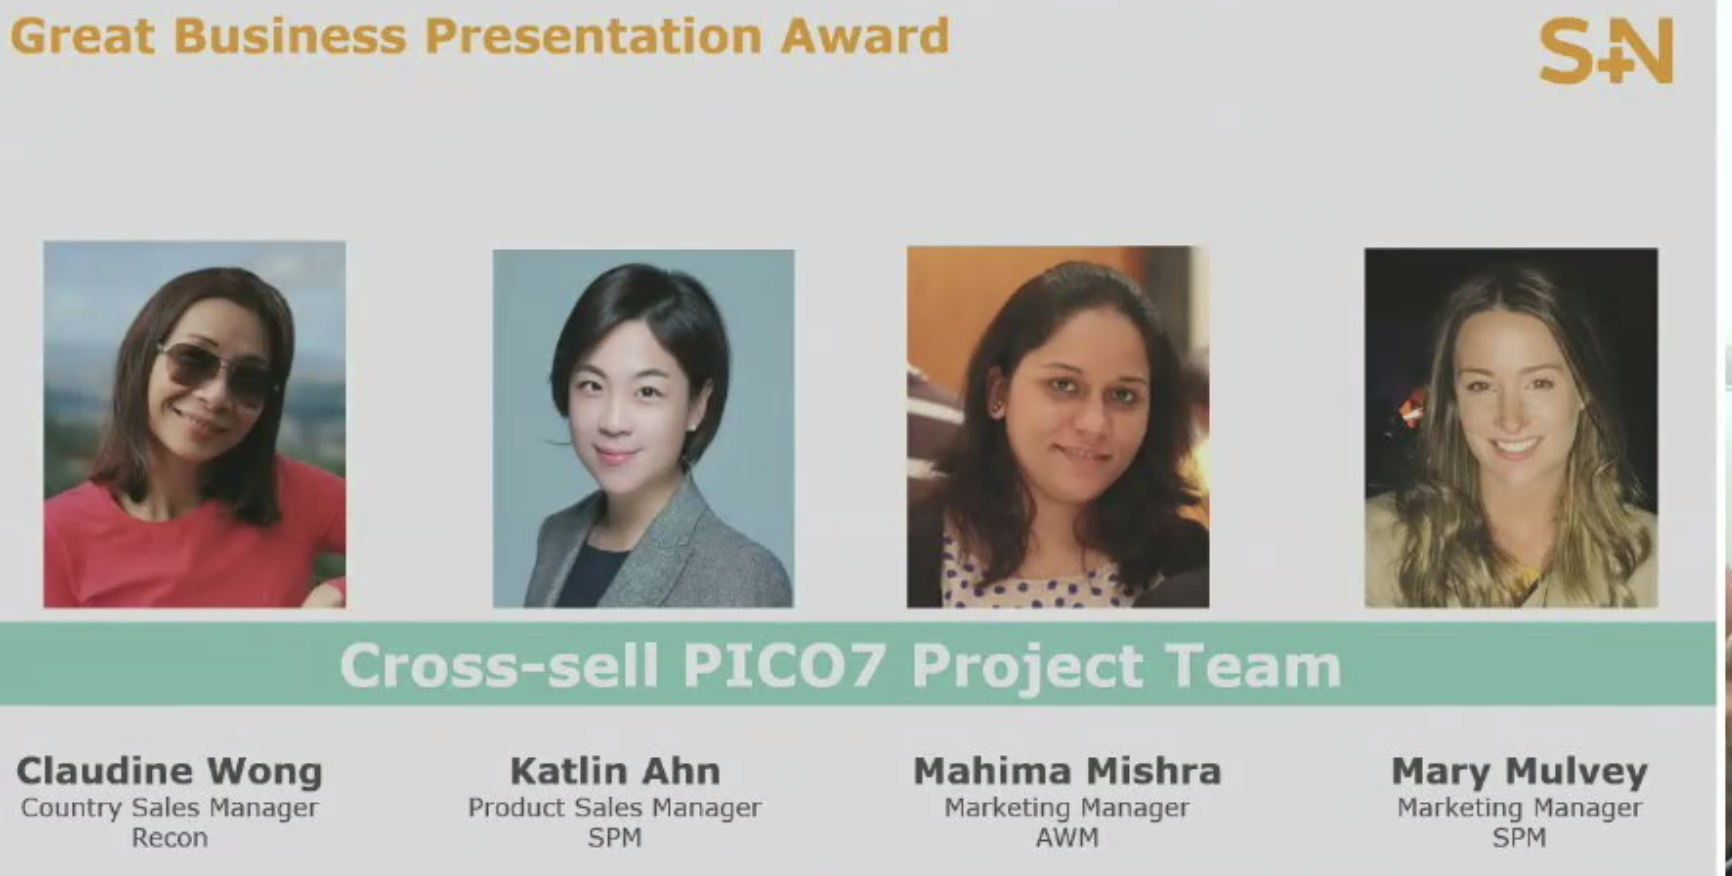 Great Business Presentation Award
S+N
Cross-sell PICO7 Project Team
Claudine Wong
Country Sales Manager
Recon
Katlin Ahn
Product Sales Manager
SPM
Mahima Mishra
Marketing Manager
AWM
Mary Mulvey
Marketing Manager
SPM